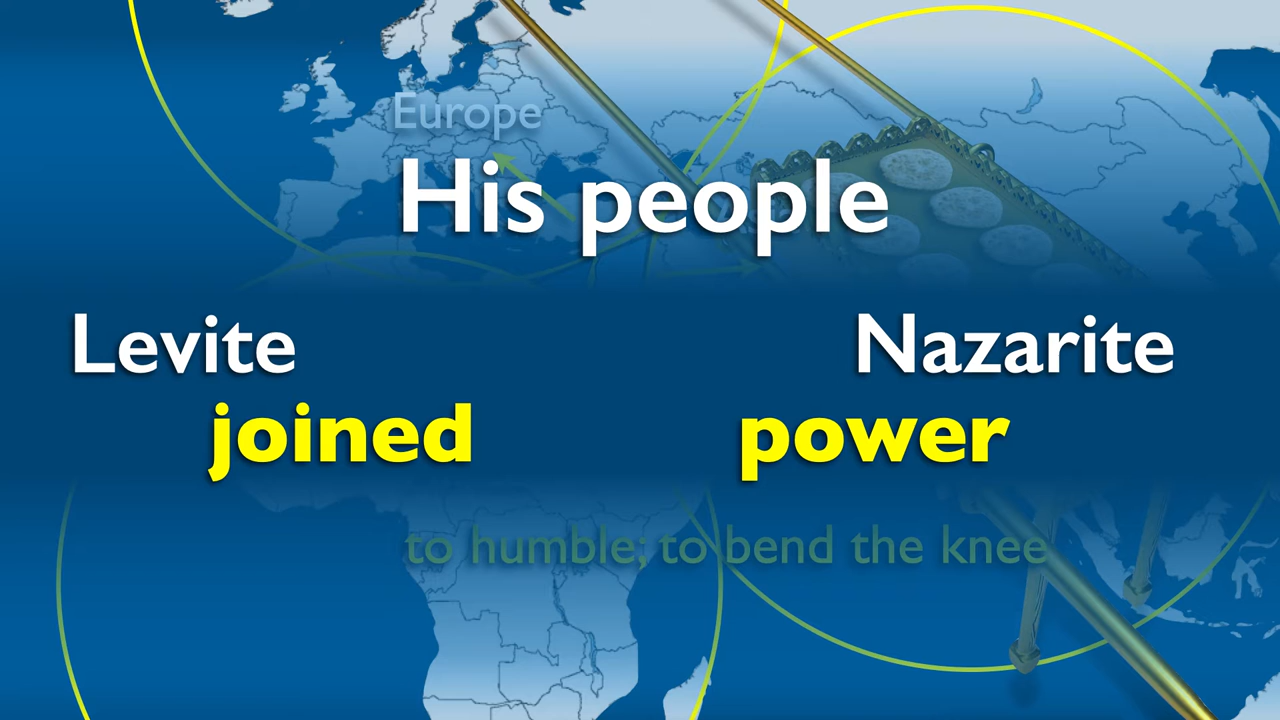 Europe
His people
Levite Nazarite
joined power
to humble; to bend the knee